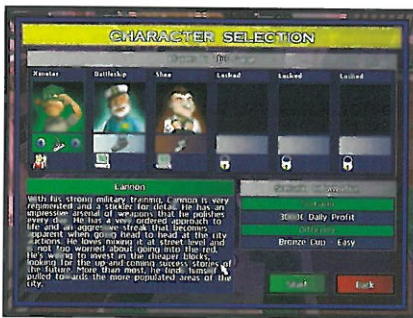 CHARACTER SELECTION
Battleship Shoe Locked Locked Locked
Cannon
With his strong military training, Cannon is very
regimented and a stickler for detail. He has an
impressive arsenal of weapons that he polishes
every day. He has a very ordered approach to
life and an aggressive streak that becomes
apparent when going head to head at the city
auctions. He loves mixing it at street level and
is not too worried about going into the red.
He's willing to invest in the cheaper blocks,
looking for the up-and-coming success stories of
the future. More than most, he finds himself
pulled towards the more populated areas of the
city.
Daily Profit
Difficulty
Bronze Cup - Easy
Start Back